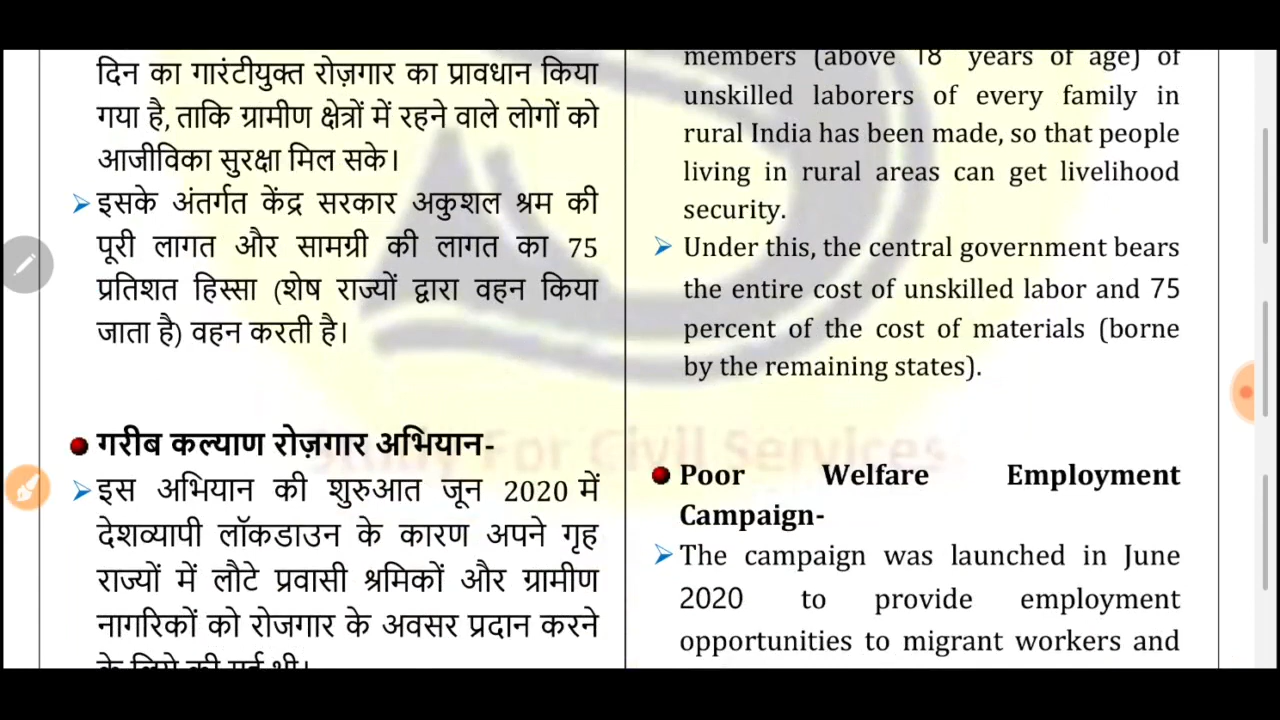 दिन का गारंटीयुक्त रोज़गार का प्रावधान किया
गया है, ताकि ग्रामीण क्षेत्रों में रहने वाले लोगों को
आजीविका सुरक्षा मिल सके।
➢ इसके अंतर्गत केंद्र सरकार अकुशल श्रम की
पूरी लागत और सामग्री की लागत का 75
प्रतिशत हिस्सा (शेष राज्यों द्वारा वहन किया
जाता है) वहन करती है।
● गरीब कल्याण रोज़गार अभियान-
➢ इस अभियान की शुरुआत जून 2020 में
देशव्यापी लॉकडाउन के कारण अपने गृह
राज्यों में लौटे प्रवासी श्रमिकों और ग्रामीण
नागरिकों को रोजगार के अवसर प्रदान करने
के लिये की गई थी।
members (above 18 years of age) of
unskilled laborers of every family in
rural India has been made, so that people
living in rural areas can get livelihood
security.
➢ Under this, the central government bears
the entire cost of unskilled labor and 75
percent of the cost of materials (borne
by the remaining states).
● Poor Welfare Employment
Campaign-
➢ The campaign was launched in June
2020 to provide employment
opportunities to migrant workers and
Study For Civil Services